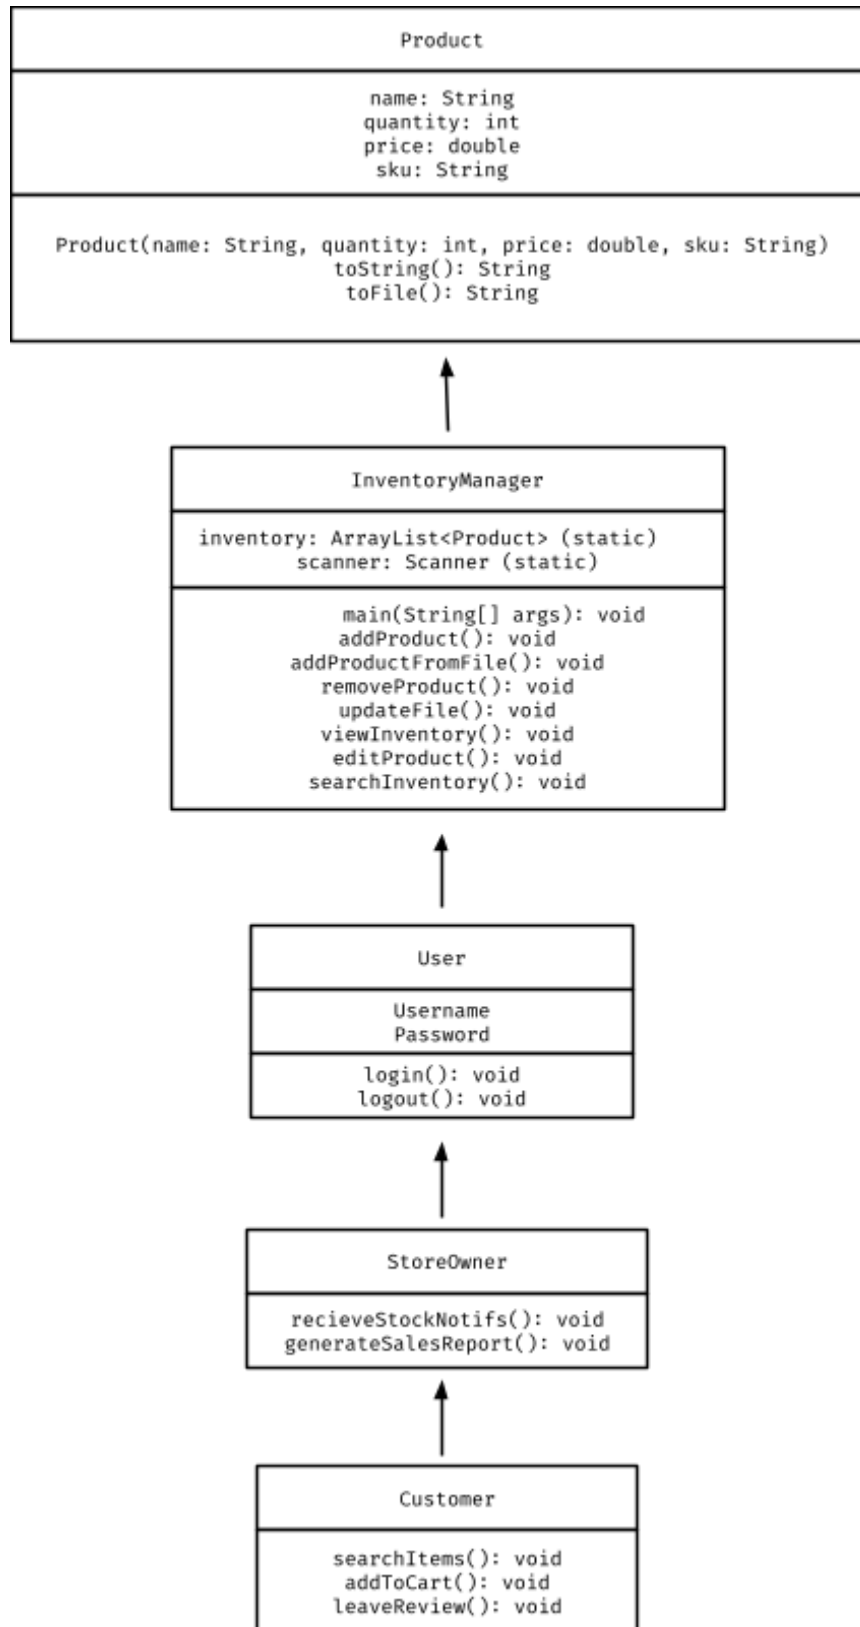 Product
name: String
quantity: int
price: double
sku: String
Product(name: String, quantity: int, price: double, sku: String)
toString(): String
toFile(): String
InventoryManager
inventory: ArrayList<Product> (static)
scanner: Scanner (static)
main(String[] args): void
addProduct(): void
addProductFromFile(): void
removeProduct(): void
updateFile(): void
viewInventory(): void
editProduct(): void
searchInventory(): void
User
Username
Password
login(): void
logout(): void
StoreOwner
recieveStockNotifs(): void
generateSalesReport(): void
Customer
searchItems(): void
addToCart(): void
leaveReview(): void